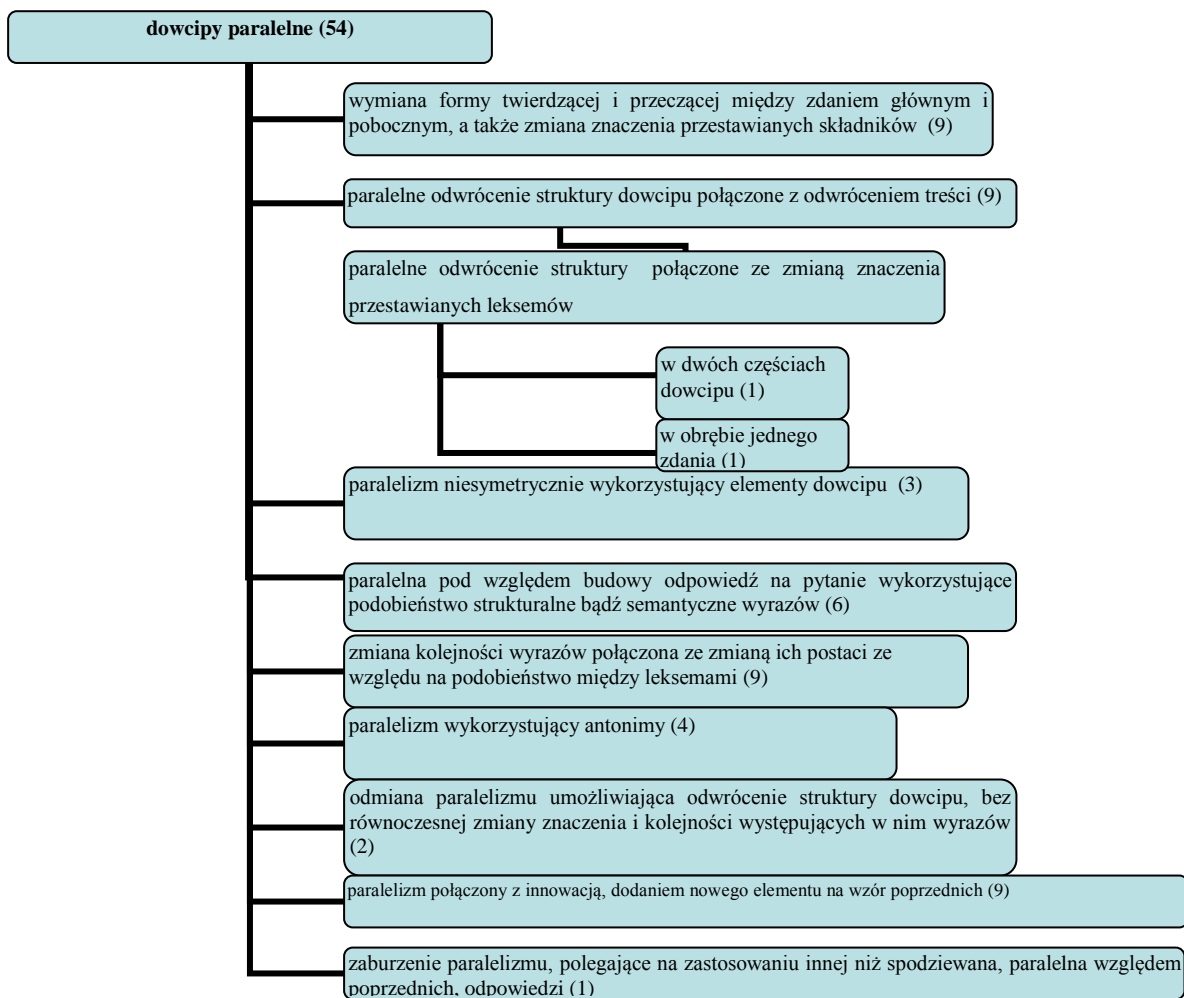 dowcipy paralelne (54)
wymiana formy twierdzącej i przeczącej między zdaniem głównym i
pobocznym, a także zmiana znaczenia przestawianych składników (9)
paralelne odwrócenie struktury dowcipu połączone z odwróceniem treści (9)
paralelne odwrócenie struktury połączone ze zmianą znaczenia
przestawianych leksemów
w dwóch częściach
dowcipu (1)
w obrębie jednego
zdania (1)
paralelizm niesymetrycznie wykorzystujący elementy dowcipu (3)
paralelna pod względem budowy odpowiedź na pytanie wykorzystujące
podobieństwo strukturalne bądź semantyczne wyrazów (6)
zmiana kolejności wyrazów połączona ze zmianą ich postaci ze
względu na podobieństwo między leksemami (9)
paralelizm wykorzystujący antonimy (4)
odmiana paralelizmu umożliwiająca odwrócenie struktury dowcipu, bez
równoczesnej zmiany znaczenia i kolejności występujących w nim wyrazów
(2)
paralelizm połączony z innowacją, dodaniem nowego elementu na wzór poprzednich (9)
zaburzenie paralelizmu, polegające na zastosowaniu innej niż spodziewana, paralelna względem
poprzednich, odpowiedzi (1)